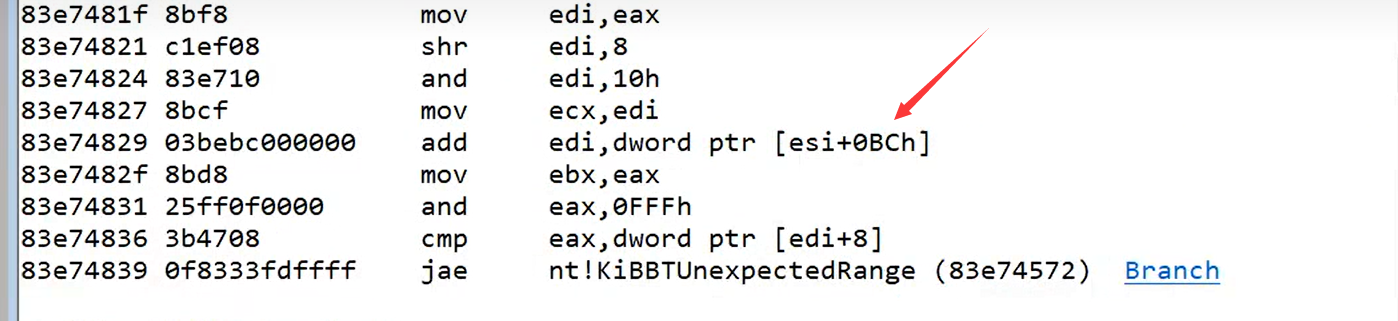 83e7481f 8bf8 mov edi,eax
83e74821 c1ef08 shr edi,8
83e74824 83e710 and edi,10h
83e74827 8bcf mov ecx,edi
83e74829 03bebc000000 add edi,dword ptr [esi+0BCh]
83e7482f 8bd8 mov ebx,eax
83e74831 25ff0f0000 and eax,0FFFh
83e74836 3b4708 cmp eax,dword ptr [edi+8]
83e74839 0f8333fdffff jae nt!KiBBTUnexpectedRange (83e74572) Branch